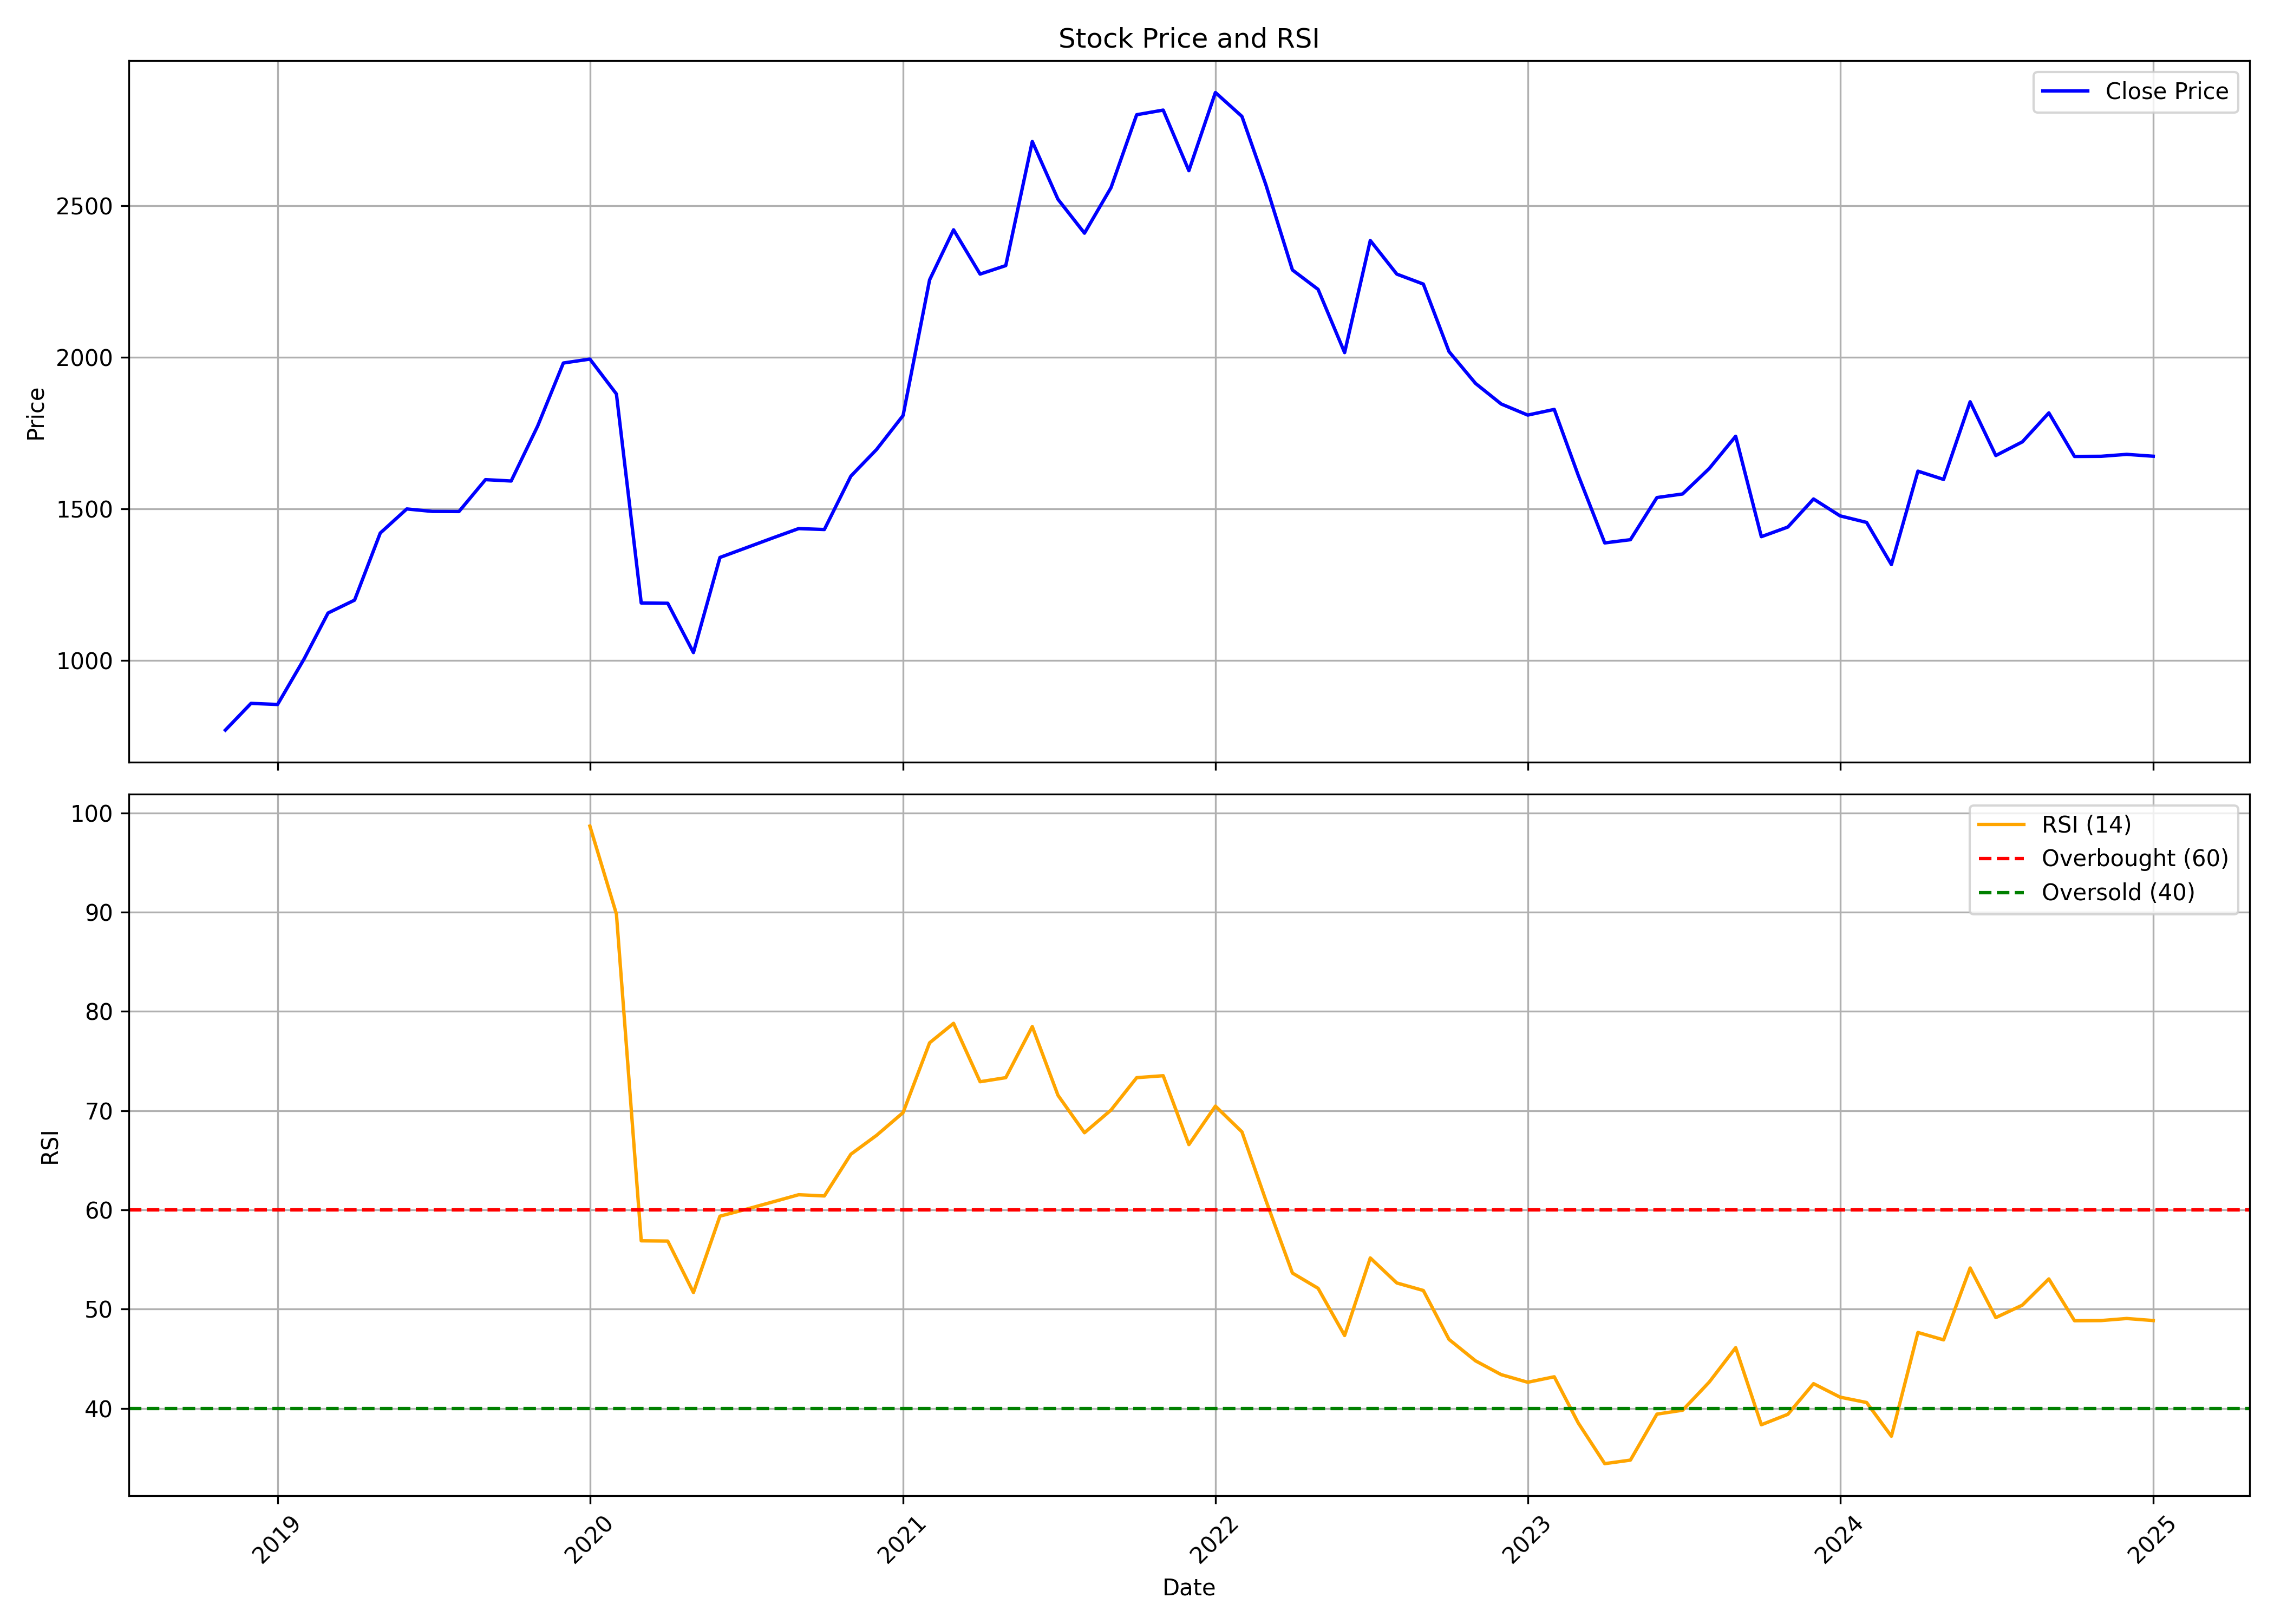 Stock Price and RSI
Close Price
Price
2500
2000
1500
1000
RSI (14)
Overbought (60)
Oversold (40)
RSI
100
90
80
70
60
50
40
2019
2020
2021
2022
2023
2024
2025
Date